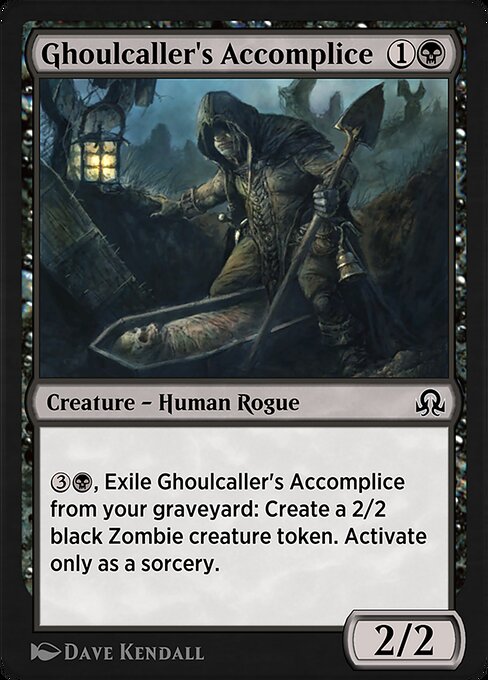 Ghoulcaller's Accomplice 1
Creature – Human Rogue
3, Exile Ghoulcaller's Accomplice
from your graveyard: Create a 2/2
black Zombie creature token. Activate
only as a sorcery.
2/2
DAVE KENDALL